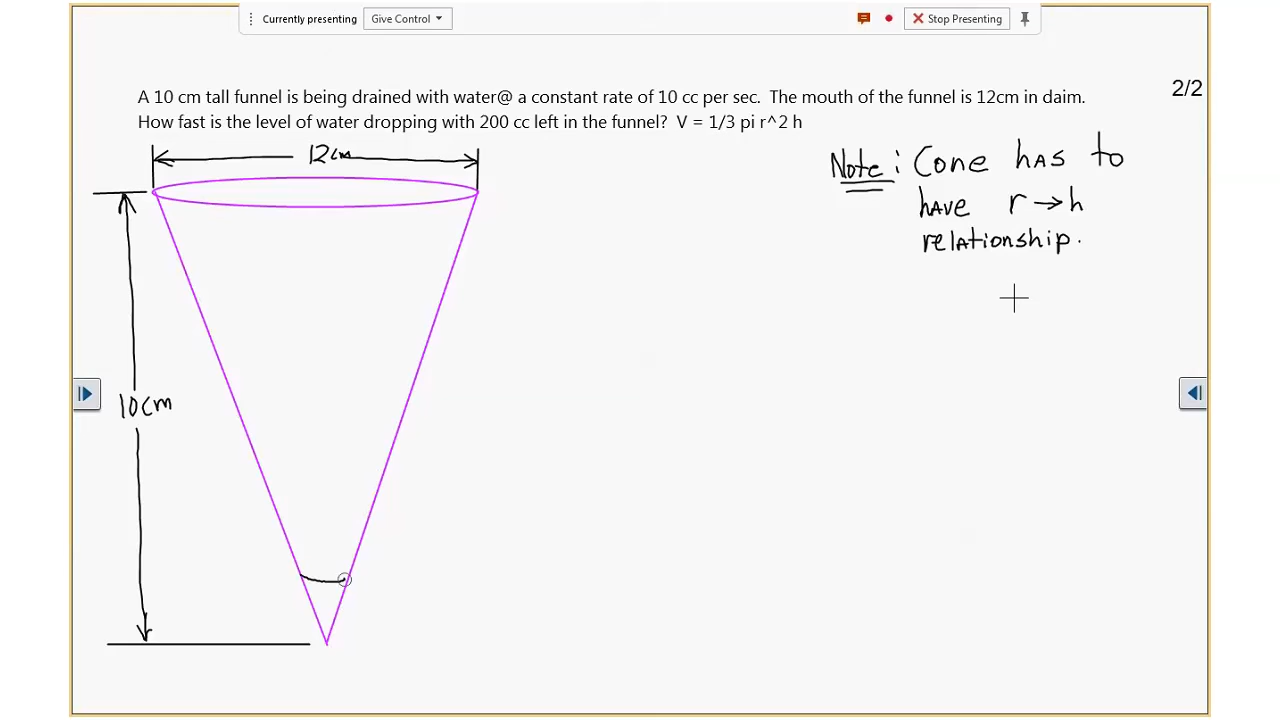 Currently presenting
Give Control
Stop Presenting
A 10 cm tall funnel is being drained with water@ a constant rate of 10 cc per sec.  The mouth of the funnel is 12cm in daim.
How fast is the level of water dropping with 200 cc left in the funnel?  V = 1/3 pi r^2 h
2/2
12cm
Note: Cone has to
have r→h
relationship.
10cm